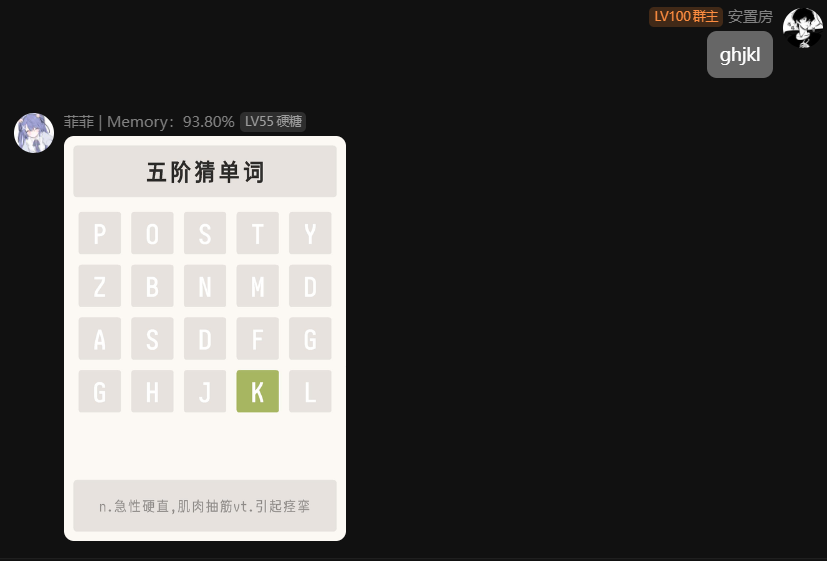 LV100 群主 安置房
ghjkl
菲菲 | Memory：93.80% LV55 硬糖
五阶猜单词
P O S T Y
Z B N M D
A S D F G
G H J K L
n.急性硬直,肌肉抽筋vt.引起痉挛